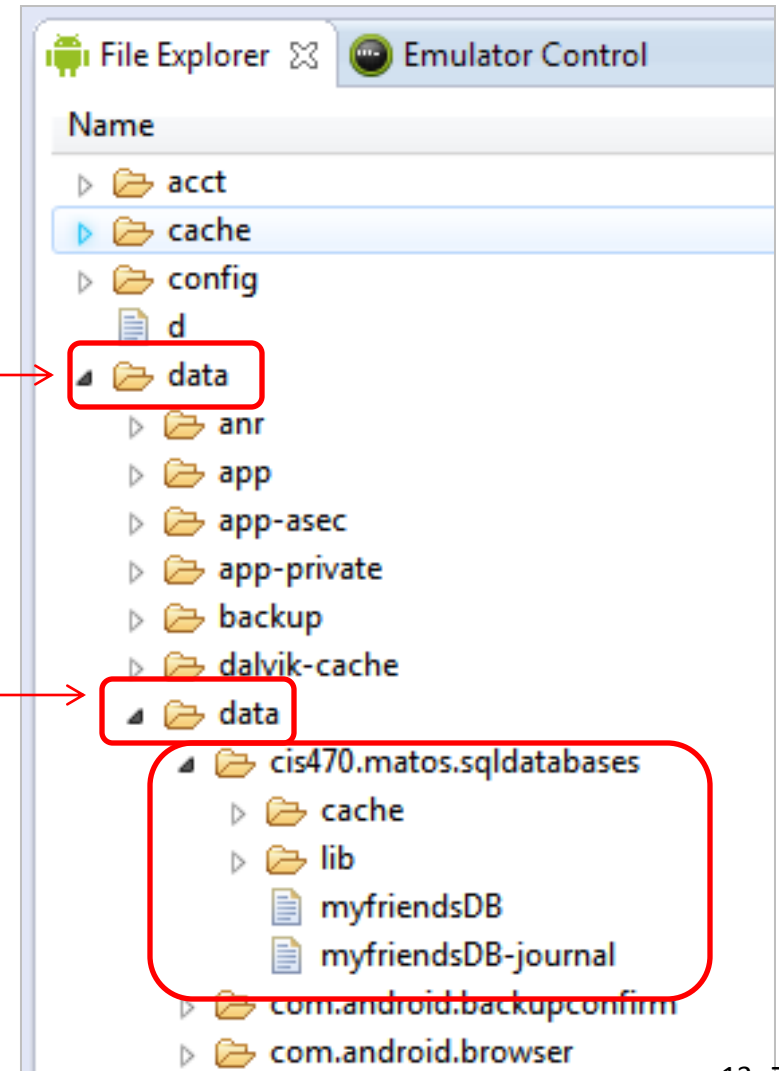 File Explorer Emulator Control
Name
acct
cache
config
d
data
anr
app
app-asec
app-private
backup
dalvik-cache
data
cis470.matos.sqldatabases
cache
lib
myfriendsDB
myfriendsDB-journal
com.android.backupconfirm
com.android.browser